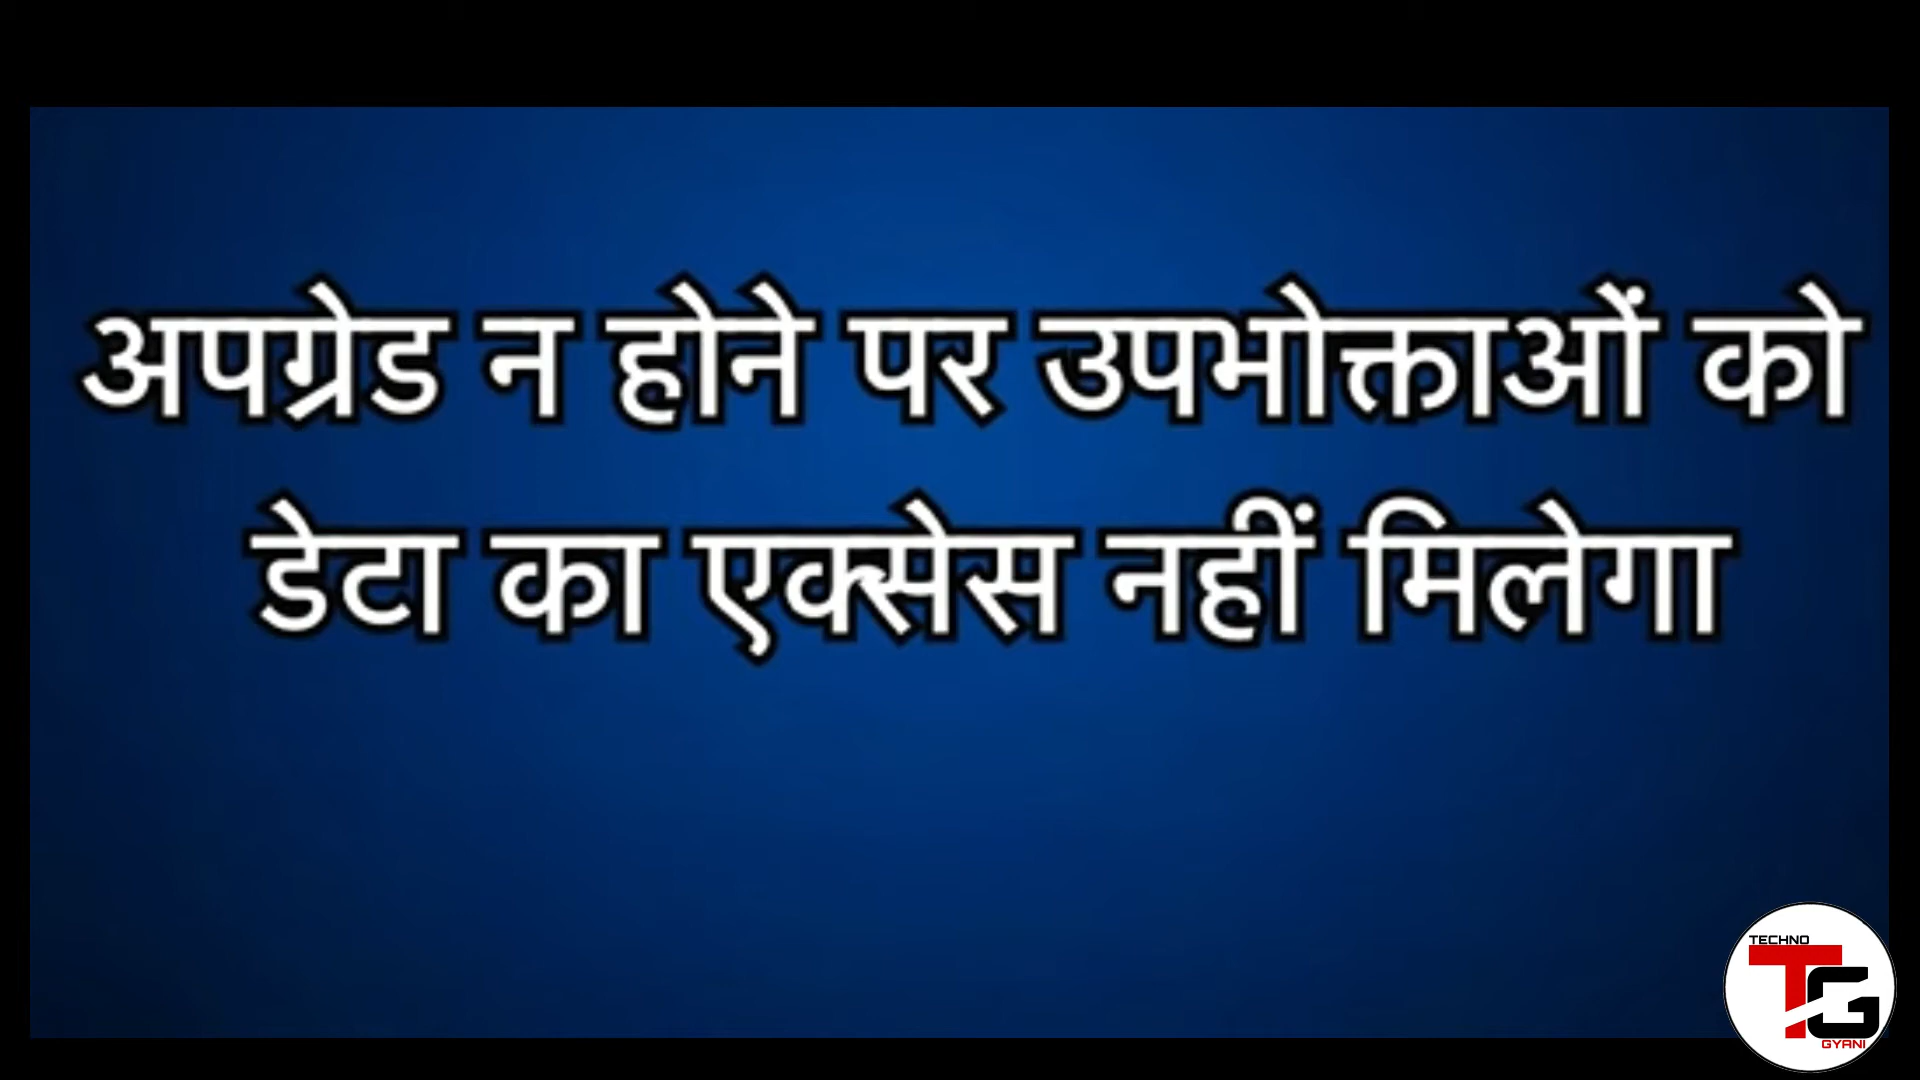 अपग्रेड न होने पर उपभोक्ताओं को
डेटा का एक्सेस नहीं मिलेगा
TECHNO
TG
GYANI